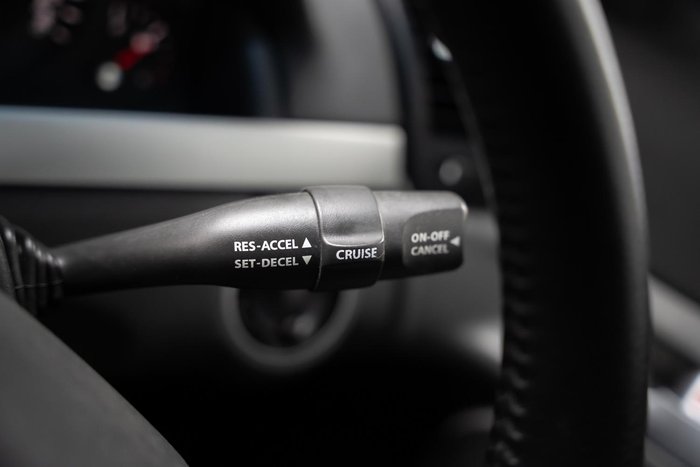 RES-ACCEL ▲
SET-DECEL ▼
CRUISE
ON-OFF
CANCEL ◄